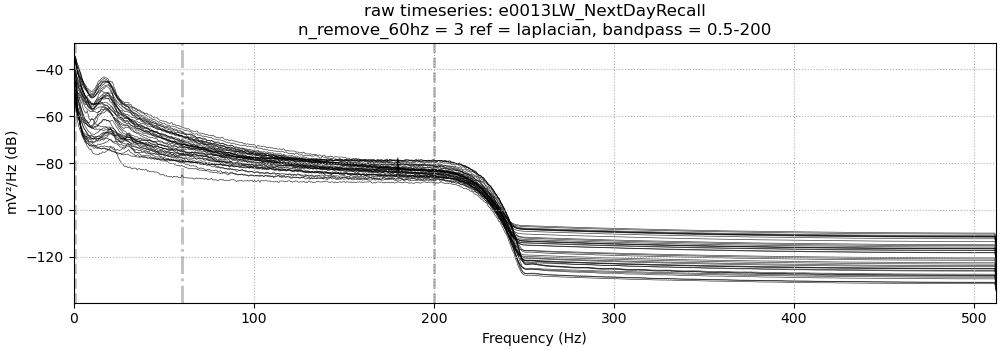 raw timeseries: e0013LW_NextDayRecall
n_remove_60hz = 3 ref = laplacian, bandpass = 0.5-200
mV²/Hz (dB)
−40
−60
−80
−100
−120
0 100 200 300 400 500
Frequency (Hz)